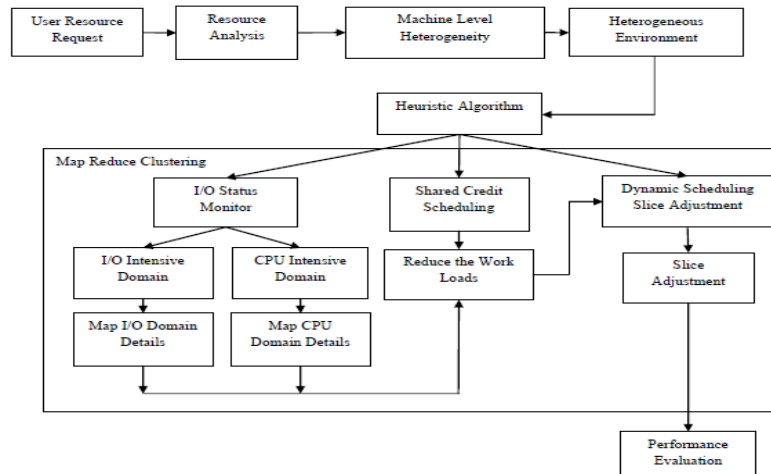 User Resource
Request
Resource
Analysis
Machine Level
Heterogeneity
Heterogeneous
Environment
Heuristic Algorithm
Map Reduce Clustering
I/O Status
Monitor
Shared Credit
Scheduling
Dynamic Scheduling
Slice Adjustment
I/O Intensive
Domain
CPU Intensive
Domain
Reduce the Work
Loads
Slice
Adjustment
Map I/O Domain
Details
Map CPU
Domain Details
Performance
Evaluation